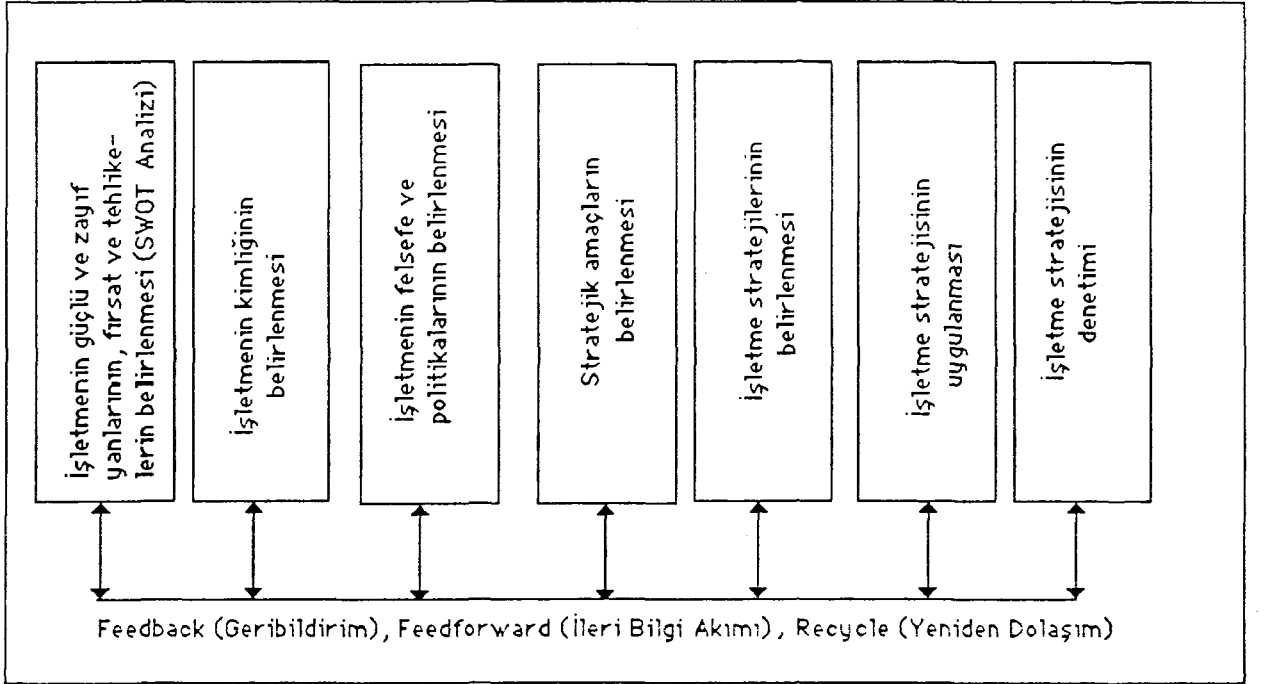 İşletmenin güçlü ve zayıf
yanlarının, fırsat ve tehlike-
lerin belirlenmesi (SWOT Analizi)
İşletmenin kimliğinin
belirlenmesi
İşletmenin felsefe ve
politikalarının belirlenmesi
Stratejik amaçların
belirlenmesi
İşletme stratejilerinin
belirlenmesi
İşletme stratejisinin
uygulanması
İşletme stratejisinin
denetimi
Feedback (Geribildirim), Feedforward (İleri Bilgi Akımı), Recycle (Yeniden Dolaşım)